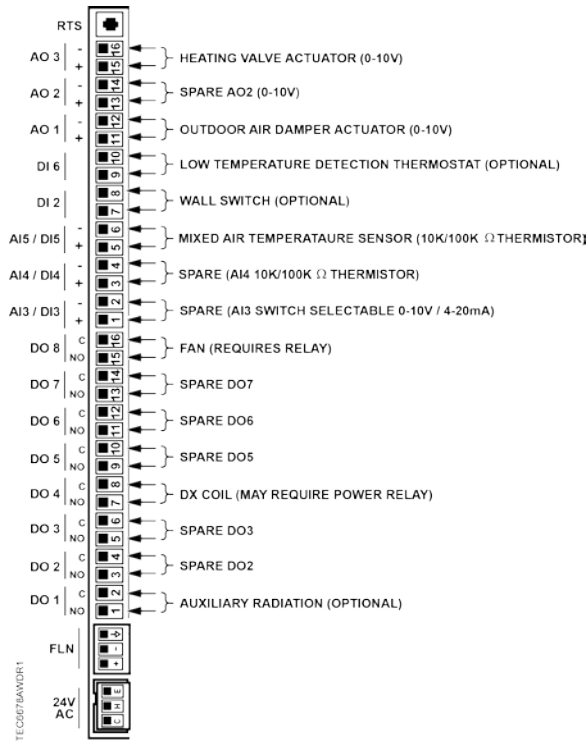 RTS
AO 3 - 16 HEATING VALVE ACTUATOR (0-10V)
+ 15
AO 2 - 14 SPARE AO2 (0-10V)
+ 13
AO 1 - 12 OUTDOOR AIR DAMPER ACTUATOR (0-10V)
+ 11
DI 6 10 LOW TEMPERATURE DETECTION THERMOSTAT (OPTIONAL)
9
DI 2 8 WALL SWITCH (OPTIONAL)
7
AI5 / DI5 - 6 MIXED AIR TEMPERATAURE SENSOR (10K/100K Ω THERMISTOR)
+ 5
AI4 / DI4 - 4 SPARE (AI4 10K/100K Ω THERMISTOR)
+ 3
AI3 / DI3 - 2 SPARE (AI3 SWITCH SELECTABLE 0-10V / 4-20mA)
+ 1
DO 8 C 16 FAN (REQUIRES RELAY)
NO 15
DO 7 C 14 SPARE DO7
NO 13
DO 6 C 12 SPARE DO6
NO 11
DO 5 C 10 SPARE DO5
NO 9
DO 4 C 8 DX COIL (MAY REQUIRE POWER RELAY)
NO 7
DO 3 C 6 SPARE DO3
NO 5
DO 2 C 4 SPARE DO2
NO 3
DO 1 C 2 AUXILIARY RADIATION (OPTIONAL)
NO 1
FLN
-
+
24V
AC
E
H
C
TEC6678AWDR1